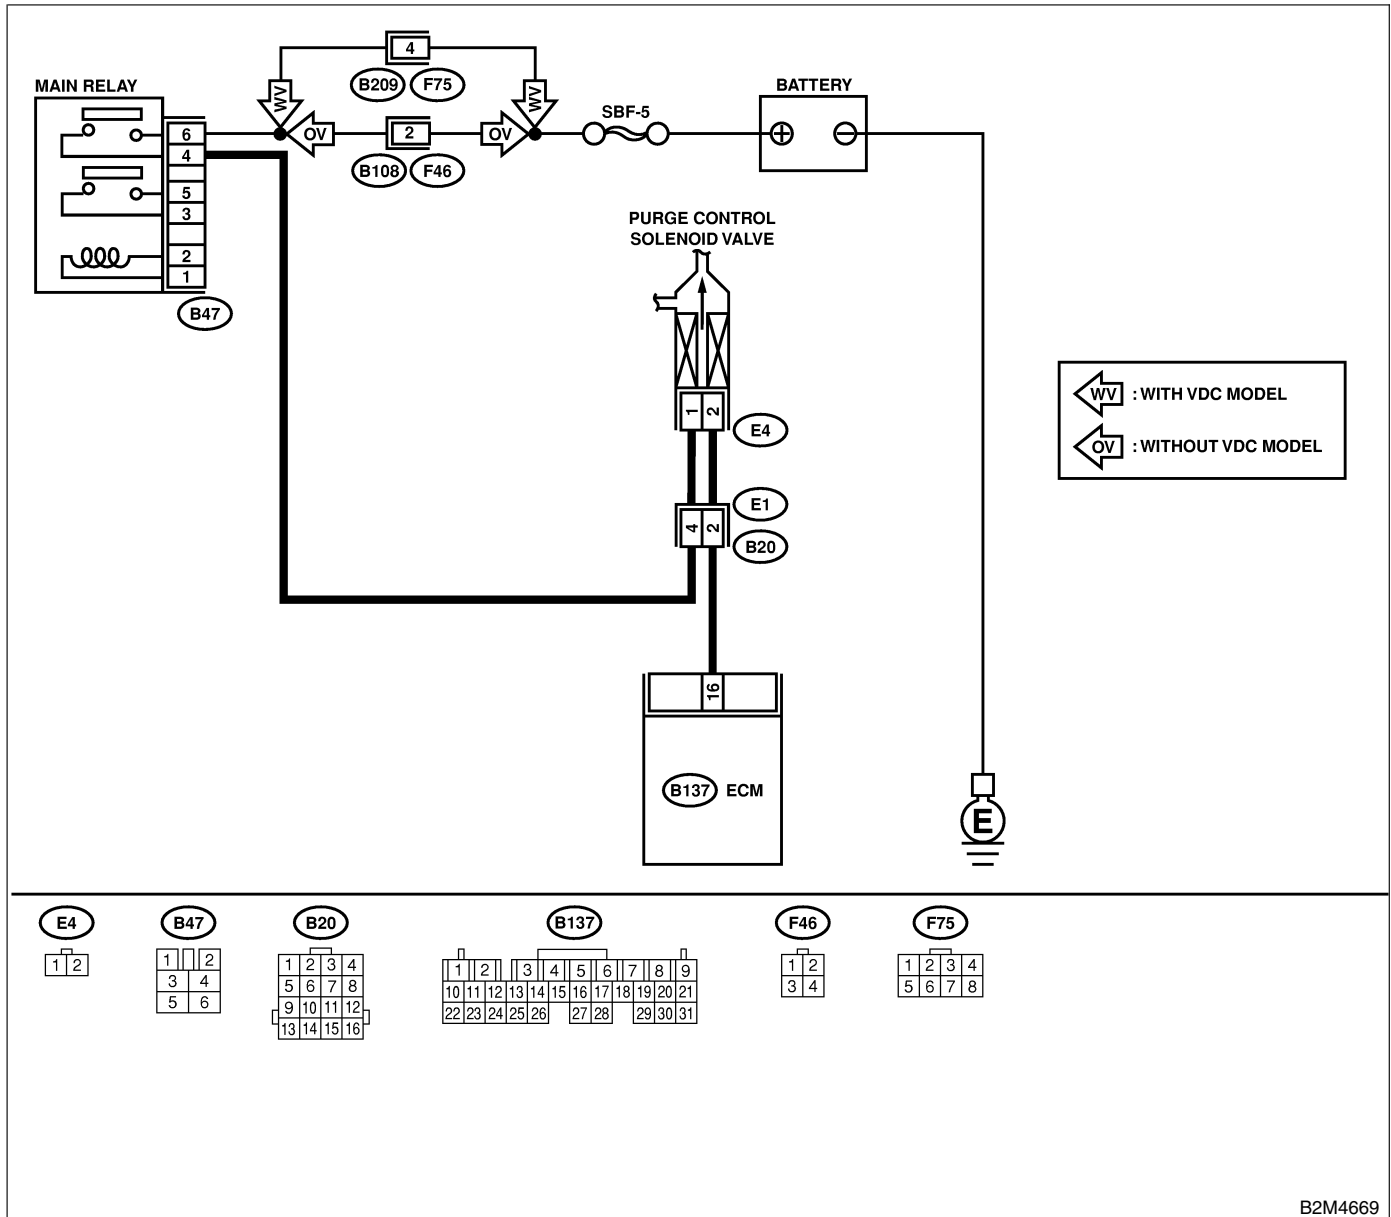 4
B209 F75
WV WV
MAIN RELAY
BATTERY
SBF-5
6
4
5
3
2
1
OV 2 OV
B108 F46
B47
PURGE CONTROL
SOLENOID VALVE
1 2
E4
E1
4 2
B20
WV : WITH VDC MODEL
OV : WITHOUT VDC MODEL
16
B137 ECM
E
E4 B47 B20 B137 F46 F75
1 2
1 2
3 4
5 6
1 2 3 4
5 6 7 8
9 10 11 12
13 14 15 16
1 2 3 4 5 6 7 8 9
10 11 12 13 14 15 16 17 18 19 20 21
22 23 24 25 26 27 28 29 30 31
1 2
3 4
1 2 3 4
5 6 7 8
B2M4669